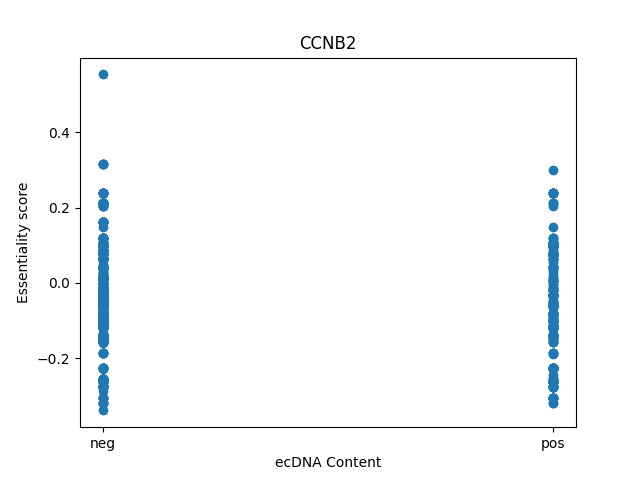 CCNB2
Essentiality score
0.4
0.2
0.0
−0.2
neg
pos
ecDNA Content